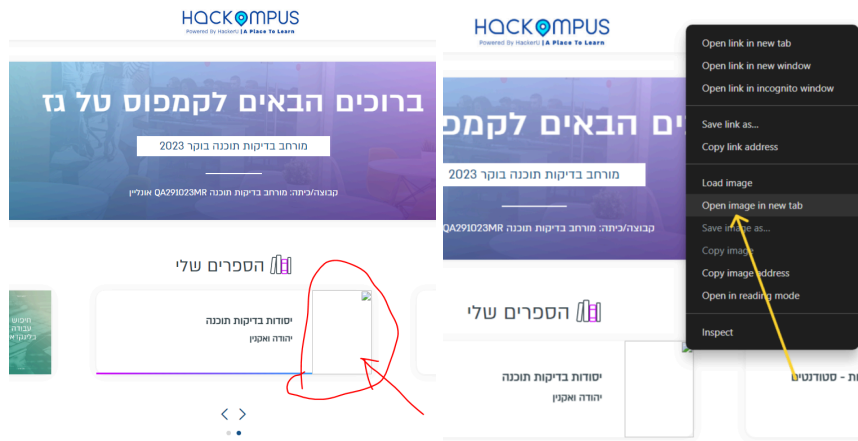 HACKOMPUS
Powered By HackerU | A Place To Learn
ברוכים הבאים לקמפוס טל גז
מורחב בדיקות תוכנה בוקר 2023
קבוצה/כיתה: מורחב בדיקות תוכנה QA291023MR אונליין
הספרים שלי
חיפוש
עבודה
יסודות בדיקות תוכנה
יהודה ואקנין
HACKOMPUS
Powered By HackerU | A Place To Learn
ים הבאים לקמפ
מורחב בדיקות תוכנה בוקר 2023
קבוצה/כיתה: מורחב בדיקות תוכנה QA291023MR
הספרים שלי
יסודות בדיקות תוכנה
יהודה ואקנין
ות - סטודנטים
Open link in new tab
Open link in new window
Open link in incognito window
Save link as...
Copy link address
Load image
Open image in new tab
Save image as...
Copy image
Copy image address
Open in reading mode
Inspect